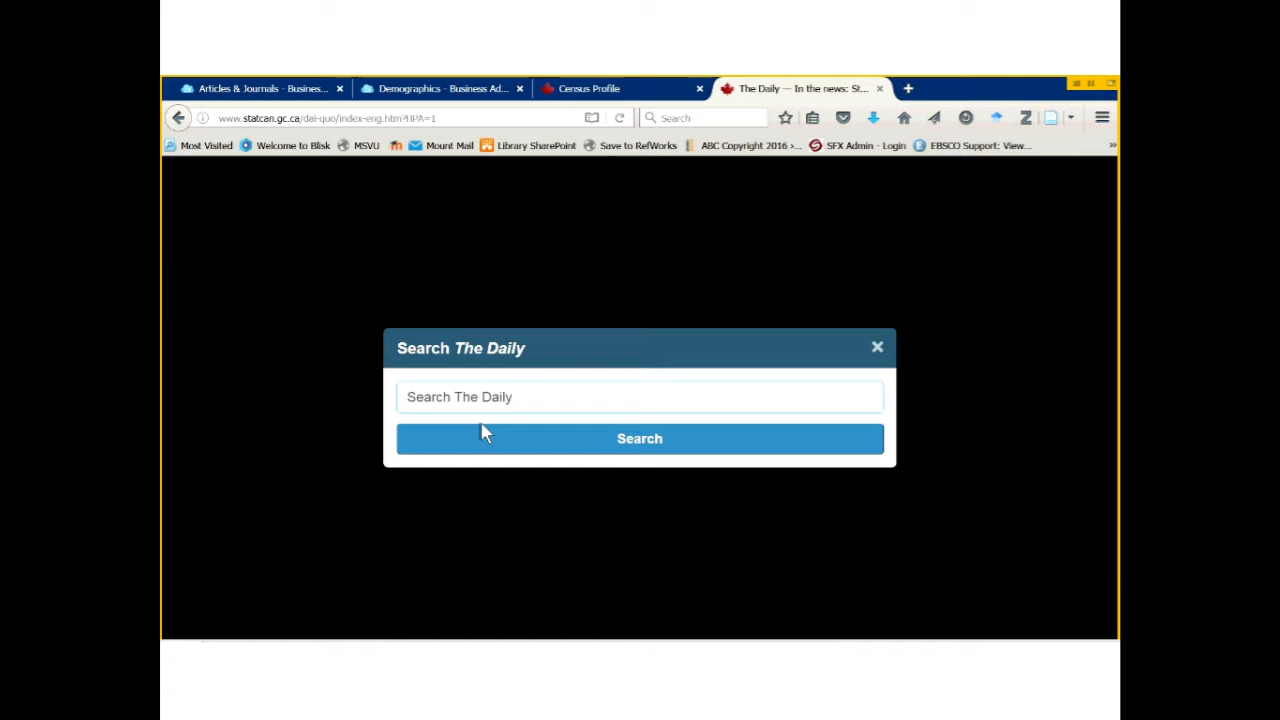 Articles & Journals - Busines... × Demographics - Business Ad... × Census Profile × The Daily — In the news: St... × +
www.statcan.gc.ca/dai-quo/index-eng.htm?HPA=1 Search
Most Visited Welcome to Blisk MSVU Mount Mail Library SharePoint Save to RefWorks ABC Copyright 2016 >... SFX Admin - Login EBSCO Support: View... »
Search The Daily ×
Search The Daily
Search